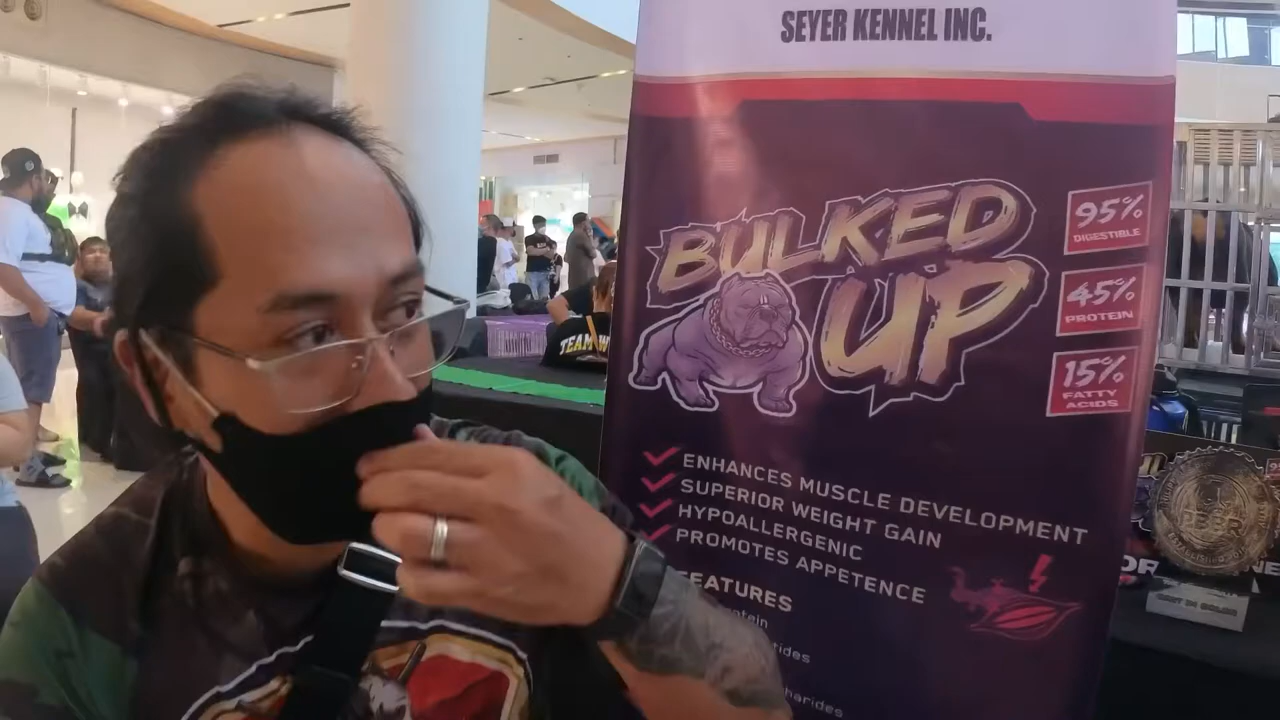 SEYER KENNEL INC.
BULKED
UP
95%
DIGESTIBLE
45%
PROTEIN
15%
FATTY
ACIDS
ENHANCES MUSCLE DEVELOPMENT
SUPERIOR WEIGHT GAIN
HYPOALLERGENIC
PROMOTES APPETENCE
FEATURES
TEAM